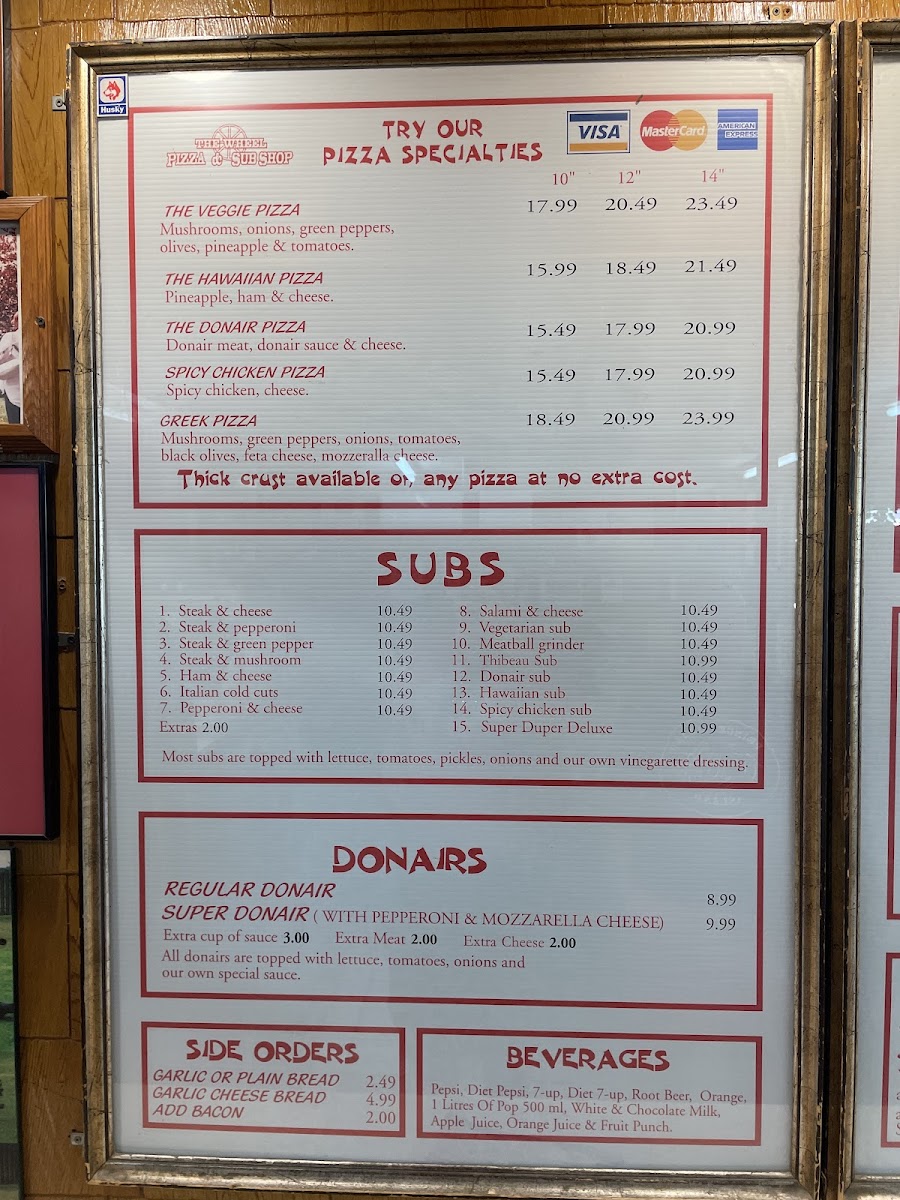 Husky
THE WHEEL
PIZZA & SUB SHOP
TRY OUR
PIZZA SPECIALTIES
VISA
MasterCard
AMERICAN
EXPRESS
10" 12" 14"
THE VEGGIE PIZZA 17.99 20.49 23.49
Mushrooms, onions, green peppers,
olives, pineapple & tomatoes.
THE HAWAIIAN PIZZA 15.99 18.49 21.49
Pineapple, ham & cheese.
THE DONAIR PIZZA 15.49 17.99 20.99
Donair meat, donair sauce & cheese.
SPICY CHICKEN PIZZA 15.49 17.99 20.99
Spicy chicken, cheese.
GREEK PIZZA 18.49 20.99 23.99
Mushrooms, green peppers, onions, tomatoes,
black olives, feta cheese, mozzeralla cheese.
Thick crust available on any pizza at no extra cost.
SUBS
1. Steak & cheese 10.49
2. Steak & pepperoni 10.49
3. Steak & green pepper 10.49
4. Steak & mushroom 10.49
5. Ham & cheese 10.49
6. Italian cold cuts 10.49
7. Pepperoni & cheese 10.49
Extras 2.00
8. Salami & cheese 10.49
9. Vegetarian sub 10.49
10. Meatball grinder 10.49
11. Thibeau Sub 10.99
12. Donair sub 10.49
13. Hawaiian sub 10.49
14. Spicy chicken sub 10.49
15. Super Duper Deluxe 10.99
Most subs are topped with lettuce, tomatoes, pickles, onions and our own vinegarette dressing.
DONAIRS
REGULAR DONAIR 8.99
SUPER DONAIR ( WITH PEPPERONI & MOZZARELLA CHEESE) 9.99
Extra cup of sauce 3.00 Extra Meat 2.00 Extra Cheese 2.00
All donairs are topped with lettuce, tomatoes, onions and
our own special sauce.
SIDE ORDERS
GARLIC OR PLAIN BREAD 2.49
GARLIC CHEESE BREAD 4.99
ADD BACON 2.00
BEVERAGES
Pepsi, Diet Pepsi, 7-up, Diet 7-up, Root Beer, Orange,
1 Litres Of Pop 500 ml, White & Chocolate Milk,
Apple Juice, Orange Juice & Fruit Punch.